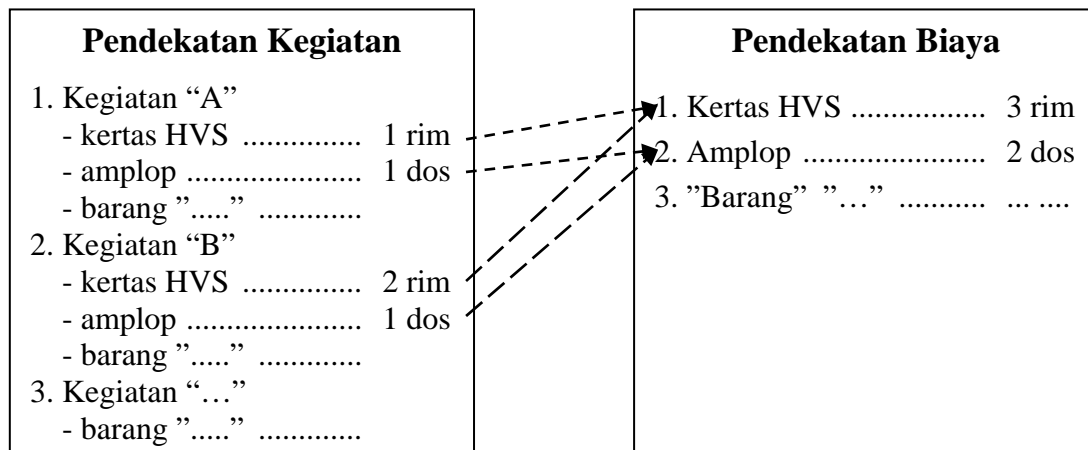 Pendekatan Kegiatan
1. Kegiatan “A”
- kertas HVS ............... 1 rim
- amplop ...................... 1 dos
- barang ”.....” .............
2. Kegiatan “B”
- kertas HVS ............... 2 rim
- amplop ...................... 1 dos
- barang ”.....” .............
3. Kegiatan “…”
- barang ”.....” .............
Pendekatan Biaya
1. Kertas HVS ................. 3 rim
2. Amplop ....................... 2 dos
3. ”Barang” ”…” ........... ... ....